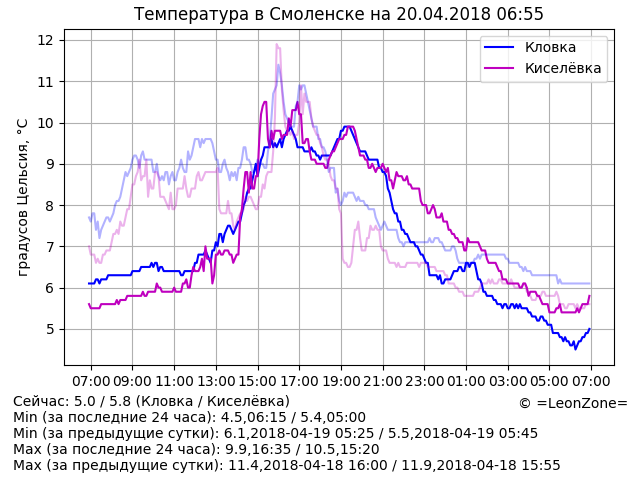 Температура в Смоленске на 20.04.2018 06:55
Кловка
Киселёвка
градусов Цельсия, °C
12
11
10
9
8
7
6
5
07:00 09:00 11:00 13:00 15:00 17:00 19:00 21:00 23:00 01:00 03:00 05:00 07:00
Сейчас: 5.0 / 5.8 (Кловка / Киселёвка)
© =LeonZone=
Min (за последние 24 часа): 4.5,06:15 / 5.4,05:00
Min (за предыдущие сутки): 6.1,2018-04-19 05:25 / 5.5,2018-04-19 05:45
Max (за последние 24 часа): 9.9,16:35 / 10.5,15:20
Max (за предыдущие сутки): 11.4,2018-04-18 16:00 / 11.9,2018-04-18 15:55